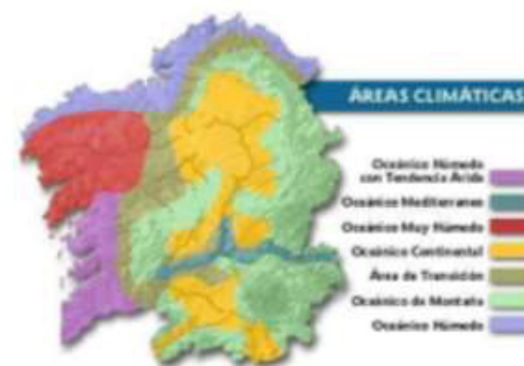 ÁREAS CLIMÁTICAS
Oceánico Húmedo
con Tendencia Árida
Oceánico Mediterraneo
Oceánico Muy Húmedo
Oceánico Continental
Área de Transición
Oceánico de Montaña
Oceánico Húmedo